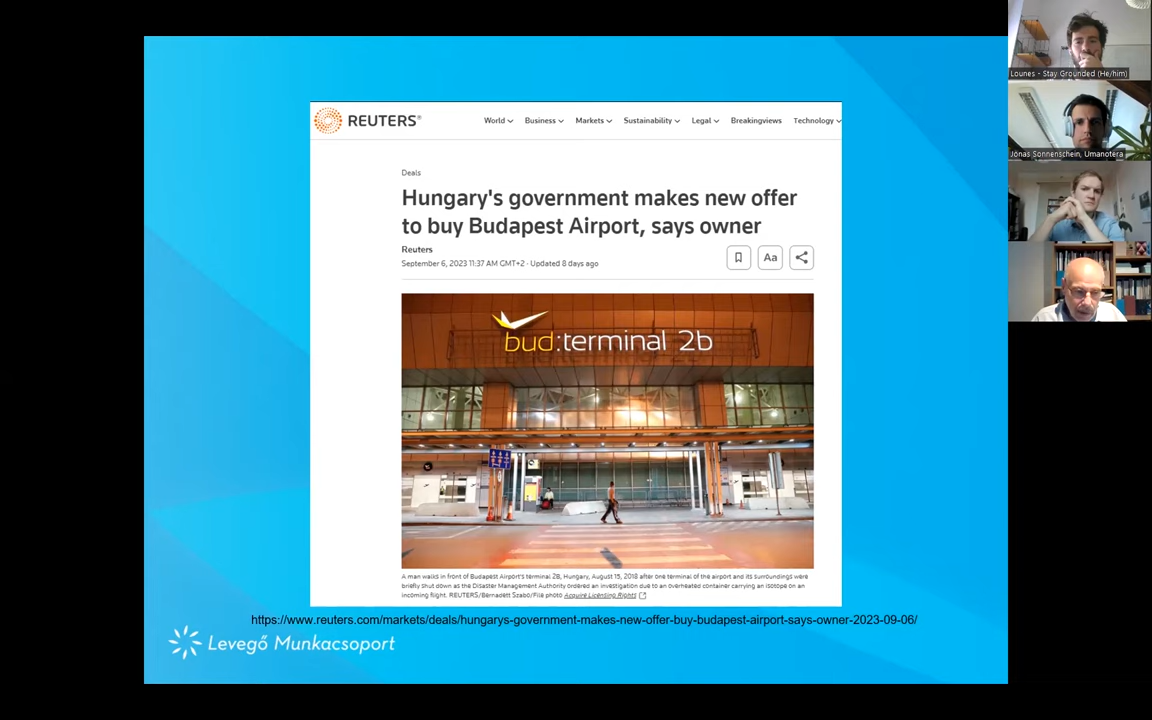 REUTERS®
World Business Markets Sustainability Legal Breakingviews Technology
Deals
Hungary's government makes new offer
to buy Budapest Airport, says owner
Reuters
September 6, 2023 11:37 AM GMT+2 · Updated 8 days ago
Aa
bud:terminal 2b
A man walks in front of Budapest Airport's terminal 2B, Hungary, August 15, 2018 after one terminal of the airport and its surroundings were
briefly shut down as the Disaster Management Authority ordered an investigation due to an overheated container carrying an isotope on an
incoming flight. REUTERS/Bernadett Szabo/File photo Acquire Licensing Rights
https://www.reuters.com/markets/deals/hungarys-government-makes-new-offer-buy-budapest-airport-says-owner-2023-09-06/
Levegő Munkacsoport
Lounes - Stay Grounded (He/him)
Jonas Sonnenschein, Umanotera